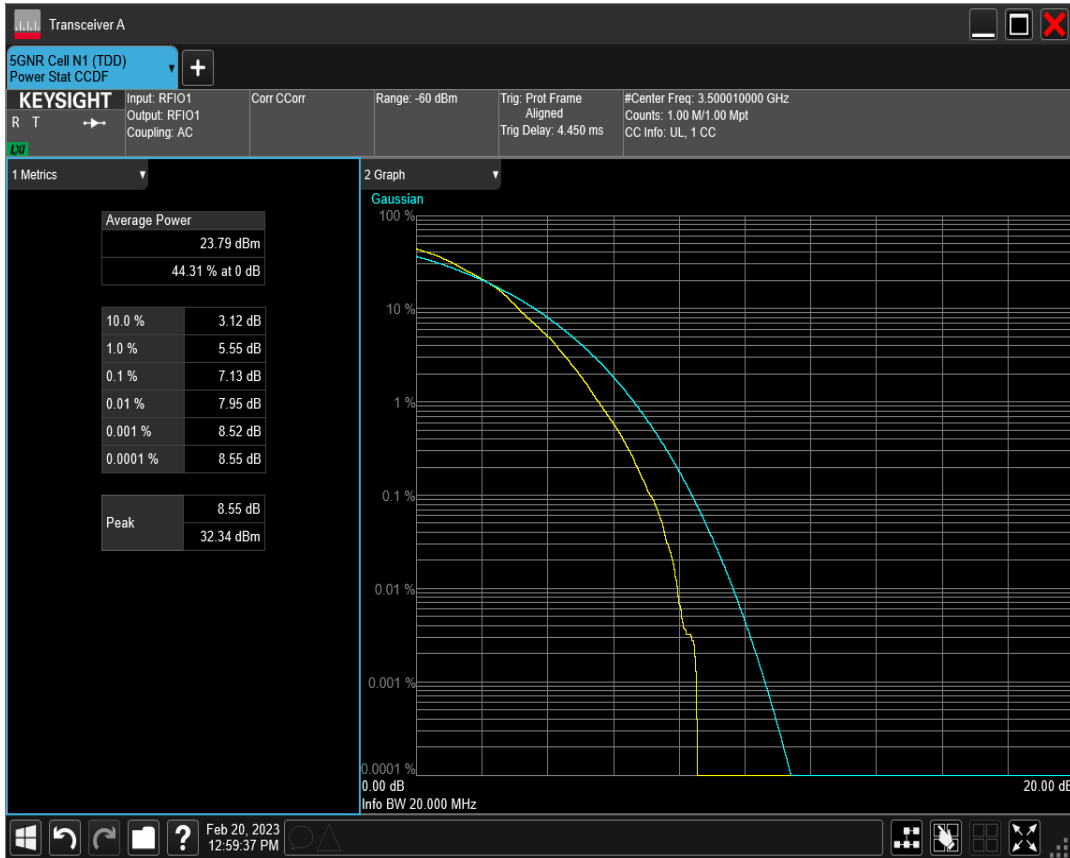 Transceiver A
5GNR Cell N1 (TDD)
Power Stat CCDF
+
KEYSIGHT
R T
LXI
Input: RFIO1
Output: RFIO1
Coupling: AC
Corr CCorr
Range: -60 dBm
Trig: Prot Frame
Aligned
Trig Delay: 4.450 ms
#Center Freq: 3.500010000 GHz
Counts: 1.00 M/1.00 Mpt
CC Info: UL, 1 CC
1 Metrics
Average Power
23.79 dBm
44.31 % at 0 dB
10.0 % 3.12 dB
1.0 % 5.55 dB
0.1 % 7.13 dB
0.01 % 7.95 dB
0.001 % 8.52 dB
0.0001 % 8.55 dB
Peak
8.55 dB
32.34 dBm
2 Graph
Gaussian
100 %
10 %
1 %
0.1 %
0.01 %
0.001 %
0.0001 %
0.00 dB 20.00 dB
Info BW 20.000 MHz
?
Feb 20, 2023
12:59:37 PM